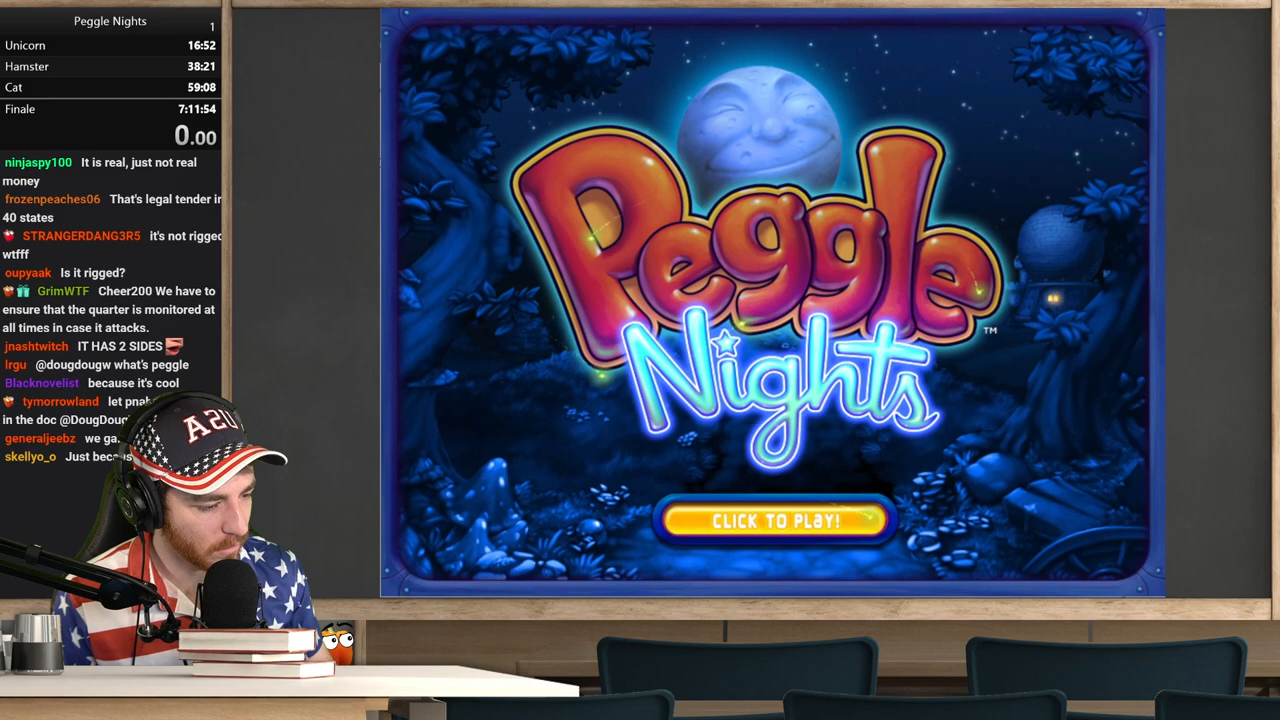 Peggle Nights
1
Unicorn 16:52
Hamster 38:21
Cat 59:08
Finale 7:11:54
0.00
ninjaspy100 It is real, just not real
money
frozenpeaches06 That's legal tender in
40 states
STRANGERDANG3R5 it's not rigged
wtfff
oupyaak Is it rigged?
GrimWTF Cheer200 We have to
ensure that the quarter is monitored at
all times in case it attacks.
jnashtwitch IT HAS 2 SIDES
lrgu @dougdougw what's peggle
Blacknovelist because it's cool
tymorrowland let
in the doc
generaljeebz we
skellyo_o Just
USA
Peggle
TM
Nights
CLICK TO PLAY!